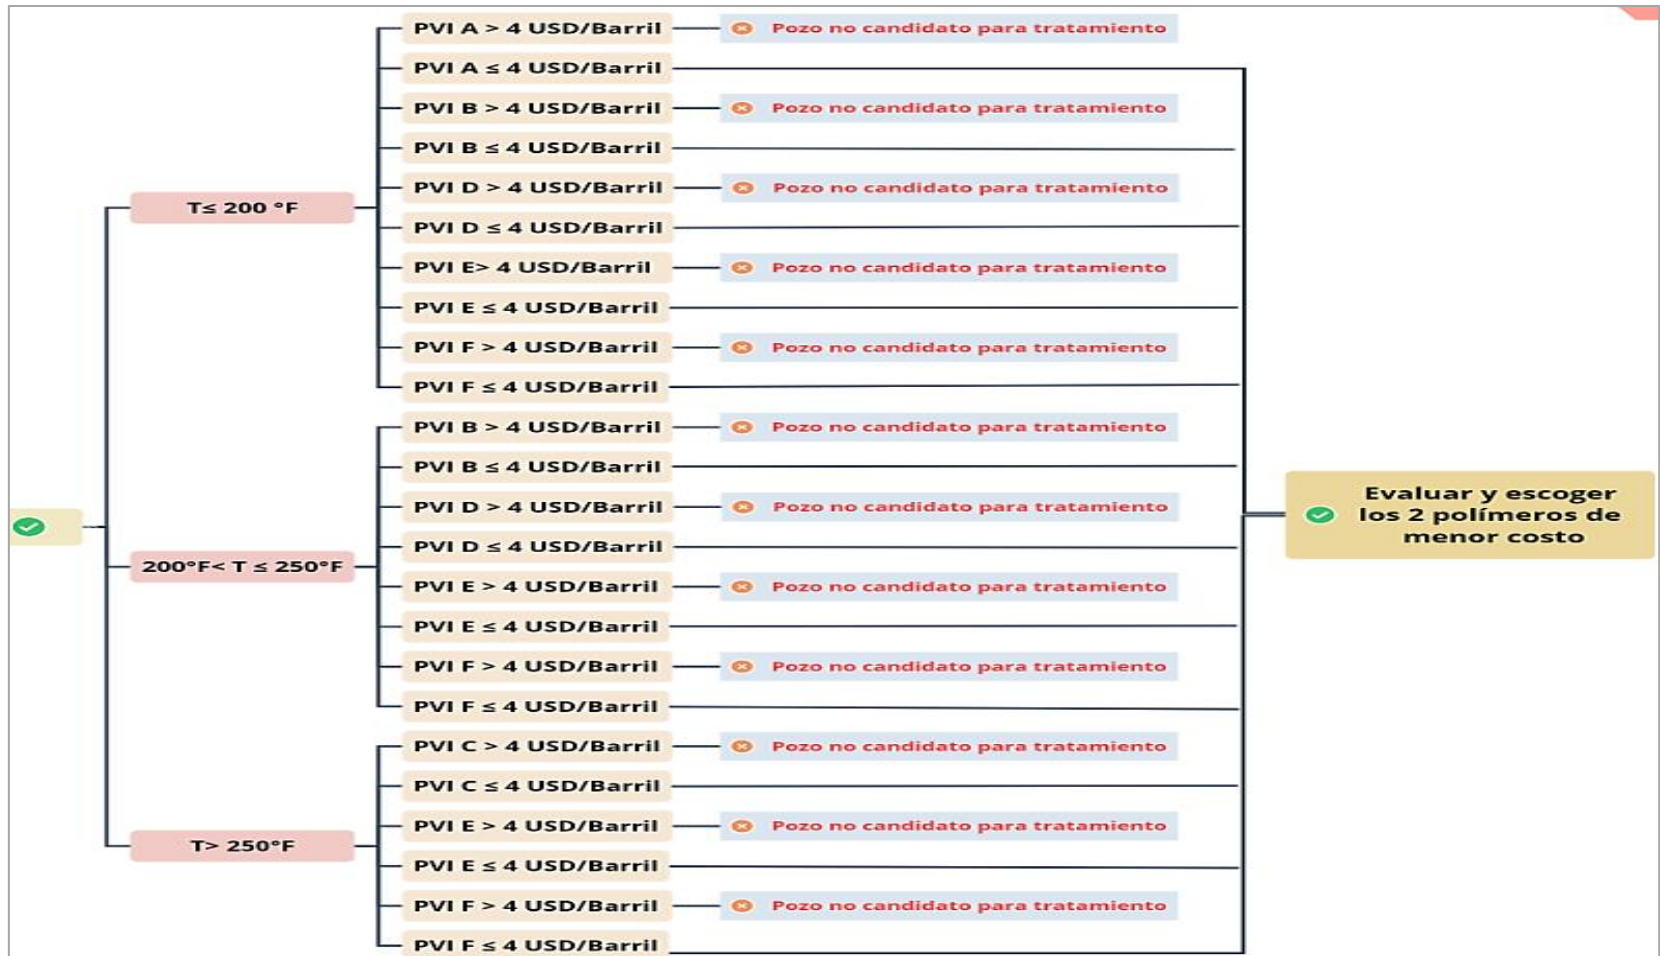 PVI A > 4 USD/Barril
Pozo no candidato para tratamiento
PVI A ≤ 4 USD/Barril
PVI B > 4 USD/Barril
Pozo no candidato para tratamiento
PVI B ≤ 4 USD/Barril
PVI D > 4 USD/Barril
Pozo no candidato para tratamiento
T≤ 200 °F
PVI D ≤ 4 USD/Barril
PVI E> 4 USD/Barril
Pozo no candidato para tratamiento
PVI E ≤ 4 USD/Barril
PVI F > 4 USD/Barril
Pozo no candidato para tratamiento
PVI F ≤ 4 USD/Barril
PVI B > 4 USD/Barril
Pozo no candidato para tratamiento
PVI B ≤ 4 USD/Barril
PVI D > 4 USD/Barril
Pozo no candidato para tratamiento
Evaluar y escoger
los 2 polímeros de
menor costo
PVI D ≤ 4 USD/Barril
200°F< T ≤ 250°F
PVI E > 4 USD/Barril
Pozo no candidato para tratamiento
PVI E ≤ 4 USD/Barril
PVI F > 4 USD/Barril
Pozo no candidato para tratamiento
PVI F ≤ 4 USD/Barril
PVI C > 4 USD/Barril
Pozo no candidato para tratamiento
PVI C ≤ 4 USD/Barril
PVI E > 4 USD/Barril
Pozo no candidato para tratamiento
T> 250°F
PVI E ≤ 4 USD/Barril
PVI F > 4 USD/Barril
Pozo no candidato para tratamiento
PVI F ≤ 4 USD/Barril